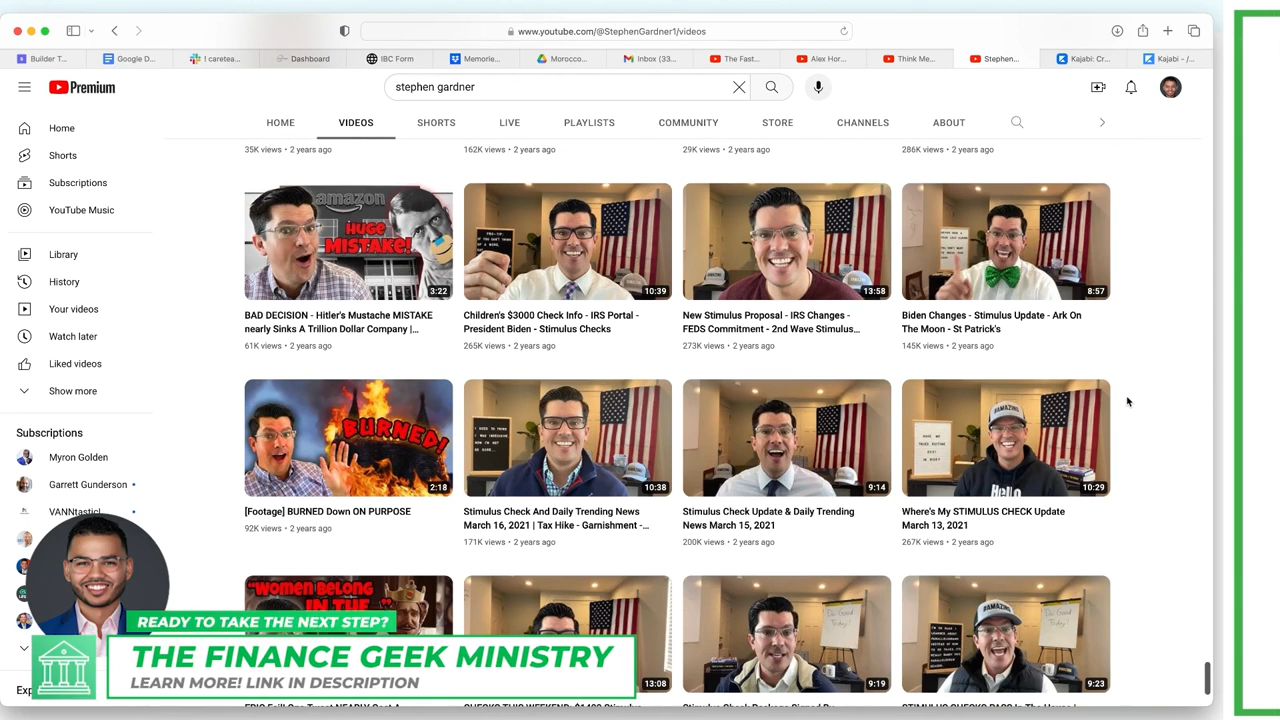 www.youtube.com/@StephenGardner1/videos
Builder T...
Google D...
! caretea...
Dashboard
IBC Form
Memorie...
Morocco...
Inbox (33...
The Fast...
Alex Hor...
Think Me...
Stephen...
Kajabi: Cr...
Kajabi – /...
Premium
stephen gardner
HOME
VIDEOS
SHORTS
LIVE
PLAYLISTS
COMMUNITY
STORE
CHANNELS
ABOUT
Home
Shorts
Subscriptions
YouTube Music
Library
History
Your videos
Watch later
Liked videos
Show more
Subscriptions
Myron Golden
Garrett Gunderson
VANNtastic!
35K views • 2 years ago
162K views • 2 years ago
29K views • 2 years ago
286K views • 2 years ago
amazon
HUGE
MISTAKE!
3:22
10:39
13:58
8:57
BAD DECISION - Hitler's Mustache MISTAKE
nearly Sinks A Trillion Dollar Company |...
61K views • 2 years ago
Children's $3000 Check Info - IRS Portal -
President Biden - Stimulus Checks
265K views • 2 years ago
New Stimulus Proposal - IRS Changes -
FEDS Commitment - 2nd Wave Stimulus...
273K views • 2 years ago
Biden Changes - Stimulus Update - Ark On
The Moon - St Patrick's
145K views • 2 years ago
BURNED!
2:18
10:38
9:14
#AMAZING
Hello
10:29
[Footage] BURNED Down ON PURPOSE
92K views • 2 years ago
Stimulus Check And Daily Trending News
March 16, 2021 | Tax Hike - Garnishment -...
171K views • 2 years ago
Stimulus Check Update & Daily Trending
News March 15, 2021
200K views • 2 years ago
Where's My STIMULUS CHECK Update
March 13, 2021
267K views • 2 years ago
"WOMEN BELONG
IN THE
13:08
9:19
#AMAZING
9:23
READY TO TAKE THE NEXT STEP?
THE FINANCE GEEK MINISTRY
LEARN MORE! LINK IN DESCRIPTION